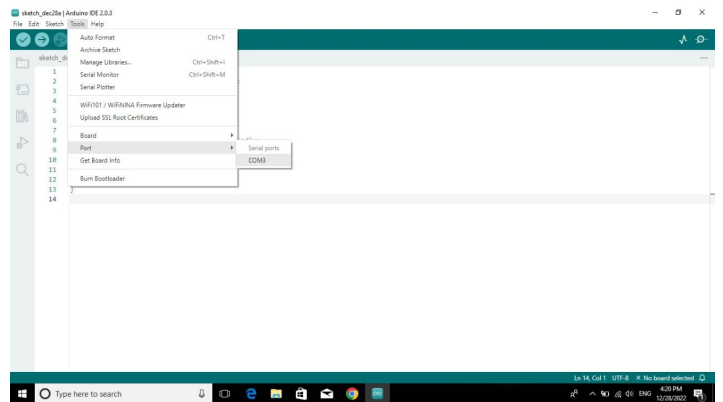 sketch_dec28a | Arduino IDE 2.0.3
File Edit Sketch Tools Help
Auto Format Ctrl+T
Archive Sketch
Manage Libraries... Ctrl+Shift+I
Serial Monitor Ctrl+Shift+M
Serial Plotter
WiFi101 / WiFiNINA Firmware Updater
Upload SSL Root Certificates
Board
Port
Get Board Info
Burn Bootloader
Serial ports
COM3
sketch_de
1
2
3
4
5
6
7
8
9
10
11
12
13 }
14
Ln 14, Col 1 UTF-8 × No board selected
Type here to search
ENG
4:20 PM
12/28/2022